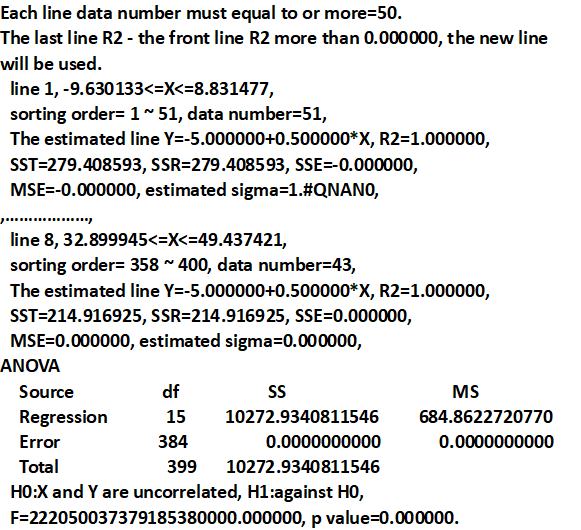 Each line data number must equal to or more=50.
The last line R2 - the front line R2 more than 0.000000, the new line
will be used.
line 1, -9.630133<=X<=8.831477,
sorting order= 1 ~ 51, data number=51,
The estimated line Y=-5.000000+0.500000*X, R2=1.000000,
SST=279.408593, SSR=279.408593, SSE=-0.000000,
MSE=-0.000000, estimated sigma=1.#QNAN0,
,...................,
line 8, 32.899945<=X<=49.437421,
sorting order= 358 ~ 400, data number=43,
The estimated line Y=-5.000000+0.500000*X, R2=1.000000,
SST=214.916925, SSR=214.916925, SSE=0.000000,
MSE=0.000000, estimated sigma=0.000000,
ANOVA
Source df SS MS
Regression 15 10272.9340811546 684.8622720770
Error 384 0.0000000000 0.0000000000
Total 399 10272.9340811546
H0:X and Y are uncorrelated, H1:against H0,
F=222050037379185380000.000000, p value=0.000000.